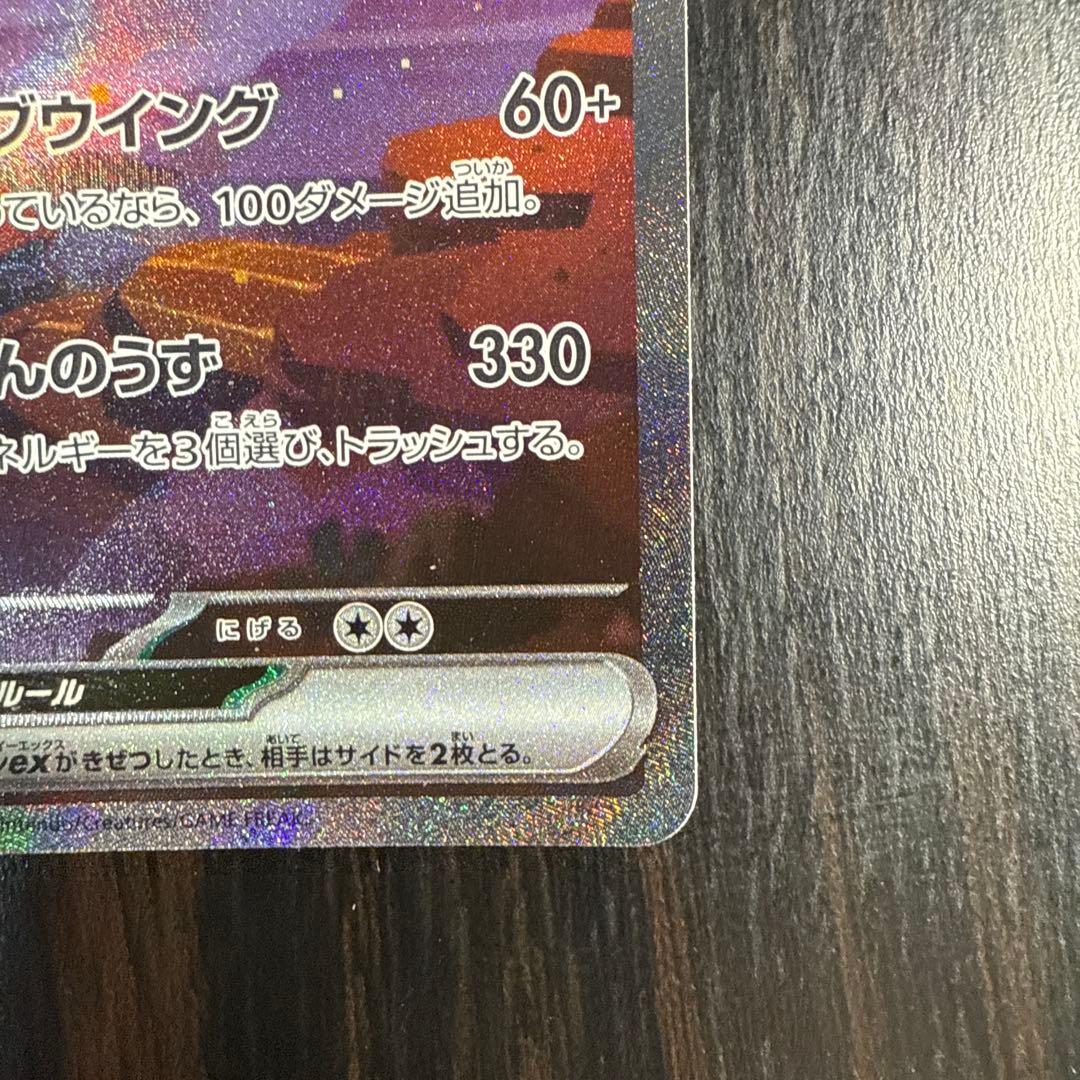 ブウイング 60+
ついか
っているなら、100ダメージ追加。
んのうず 330
こ えら
ネルギーを3個選び、トラッシュする。
にげる
ルール
ーエックス あいて まい
ンexがきぜつしたとき、相手はサイドを2枚とる。
intendo/Creatures/GAME FREAK.